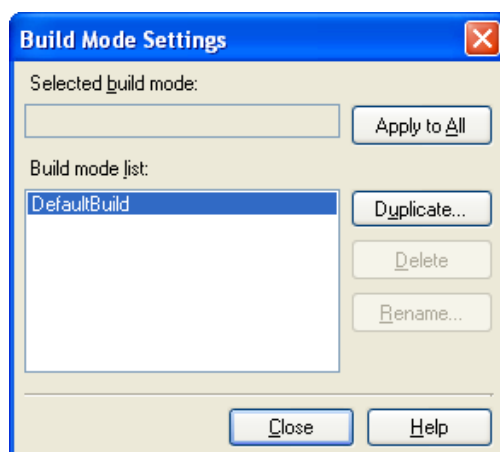 Build Mode Settings
Selected build mode:
Apply to All
Build mode list:
DefaultBuild
Duplicate...
Delete
Rename...
Close
Help